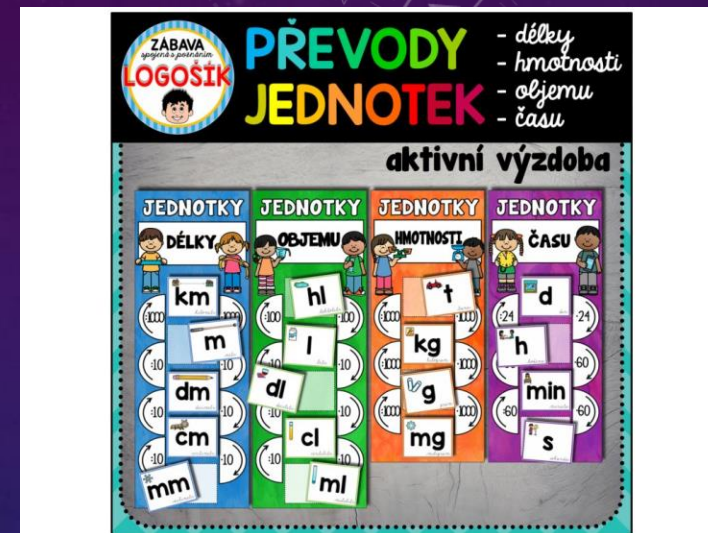 ZÁBAVA
spojená s poznáním
LOGOŠÍK
PŘEVODY
JEDNOTEK
- délky
- hmotnosti
- objemu
- času
aktivní výzdoba
JEDNOTKY
DÉLKY
km
:1000
·1000
m
:10
·10
dm
:10
·10
cm
:10
·10
mm
JEDNOTKY
OBJEMU
hl
:100
·100
l
:10
·10
dl
:10
·10
cl
:10
·10
ml
JEDNOTKY
HMOTNOSTI
t
:1000
·1000
kg
:1000
·1000
g
:1000
·1000
mg
JEDNOTKY
ČASU
d
:24
·24
h
:60
·60
min
:60
·60
s